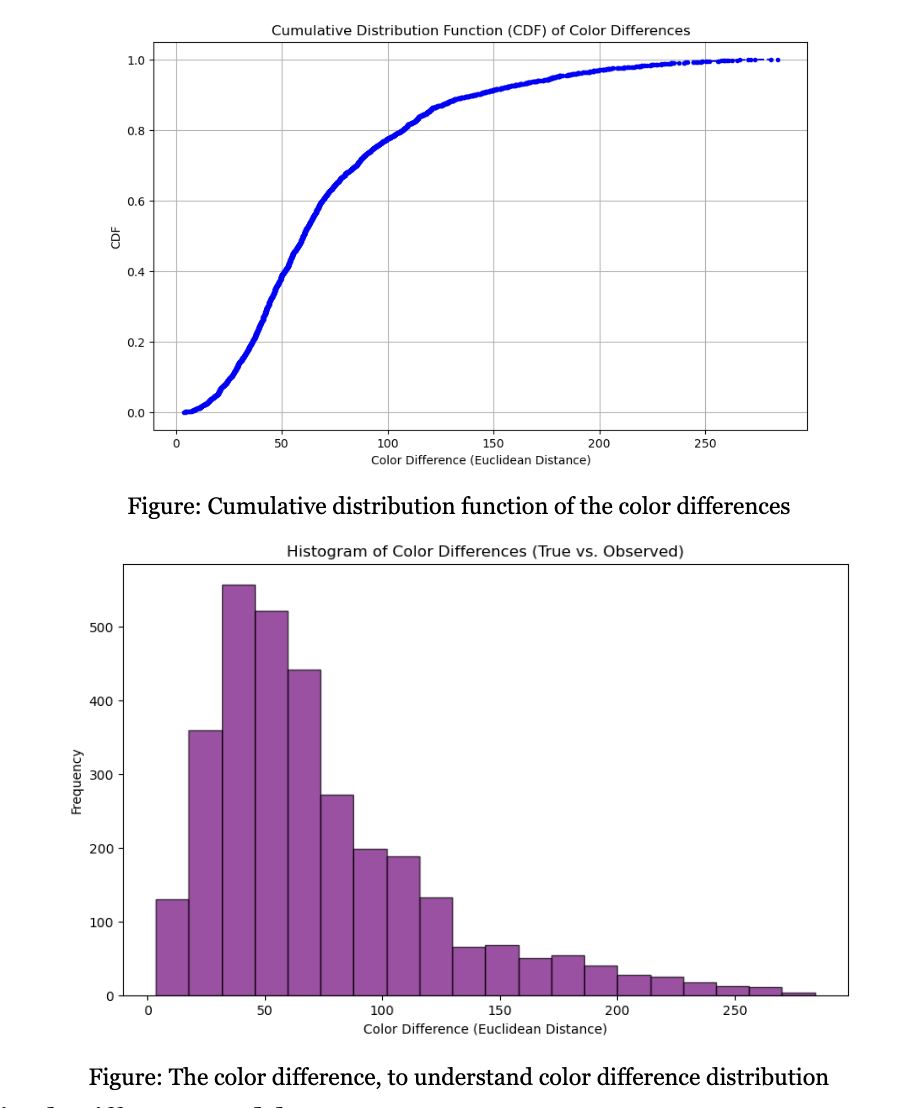 Cumulative Distribution Function (CDF) of Color Differences
1.0
0.8
0.6
0.4
0.2
0.0
CDF
0 50 100 150 200 250
Color Difference (Euclidean Distance)
Figure: Cumulative distribution function of the color differences
Histogram of Color Differences (True vs. Observed)
500
400
300
200
100
0
Frequency
0 50 100 150 200 250
Color Difference (Euclidean Distance)
Figure: The color difference, to understand color difference distribution